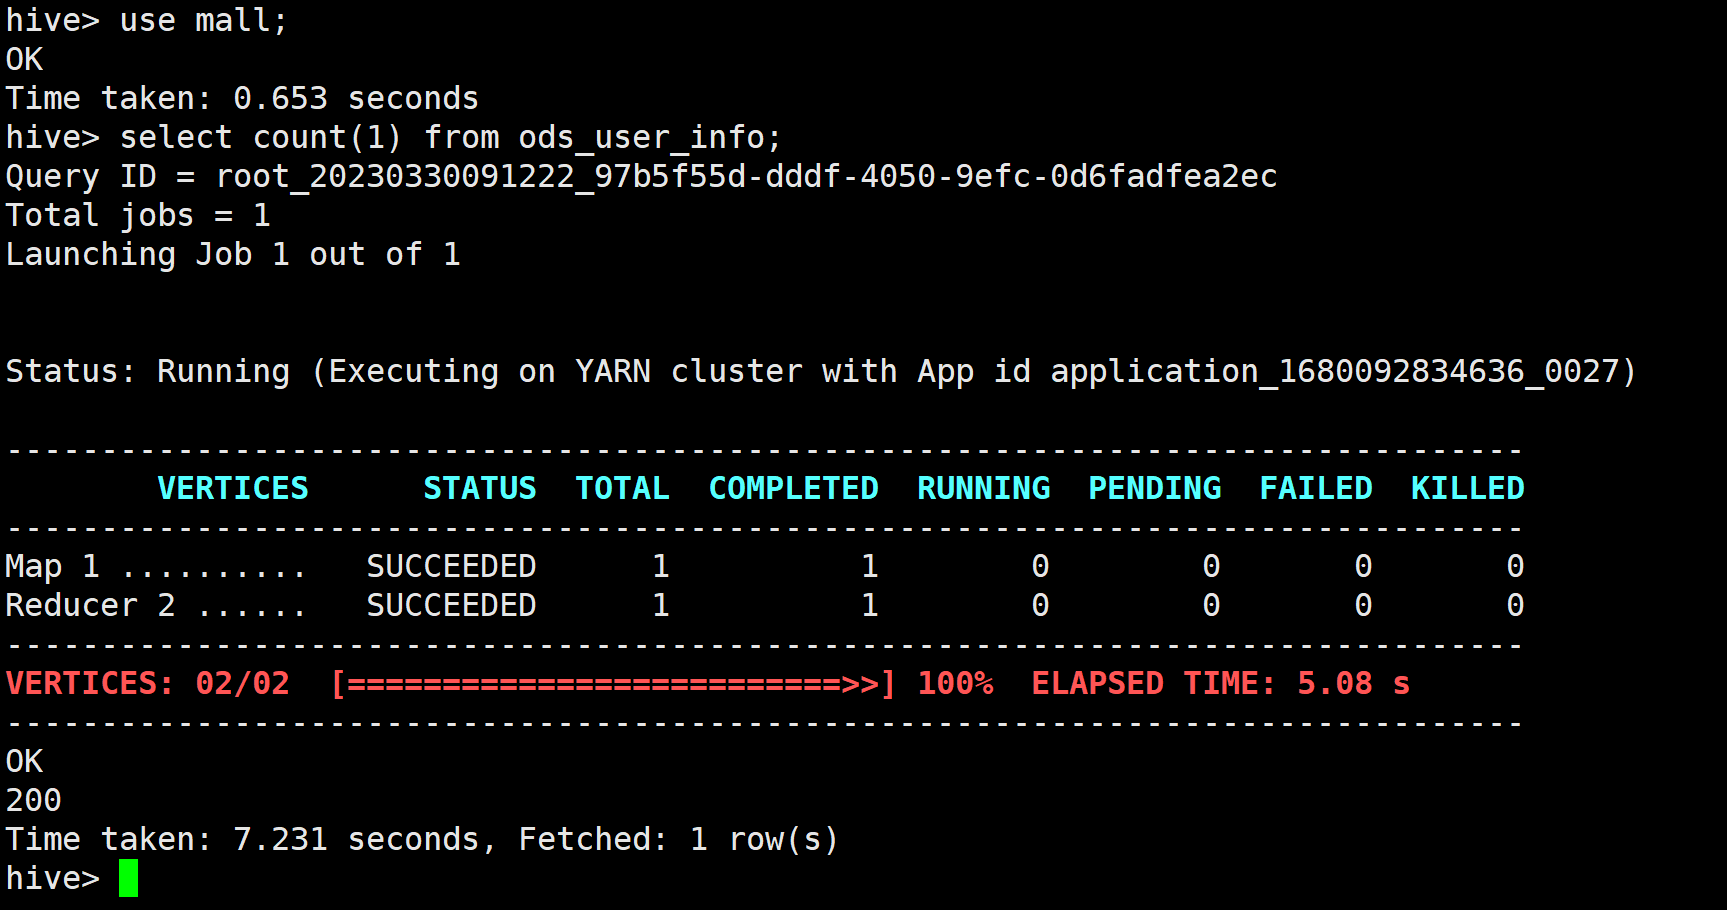 hive> use mall;
OK
Time taken: 0.653 seconds
hive> select count(1) from ods_user_info;
Query ID = root_20230330091222_97b5f55d-dddf-4050-9efc-0d6fadfea2ec
Total jobs = 1
Launching Job 1 out of 1


Status: Running (Executing on YARN cluster with App id application_1680092834636_0027)

--------------------------------------------------------------------------------
        VERTICES      STATUS  TOTAL  COMPLETED  RUNNING  PENDING  FAILED  KILLED
--------------------------------------------------------------------------------
Map 1 ..........   SUCCEEDED      1          1        0        0       0       0
Reducer 2 ......   SUCCEEDED      1          1        0        0       0       0
--------------------------------------------------------------------------------
VERTICES: 02/02  [==========================>>] 100%  ELAPSED TIME: 5.08 s
--------------------------------------------------------------------------------
OK
200
Time taken: 7.231 seconds, Fetched: 1 row(s)
hive>